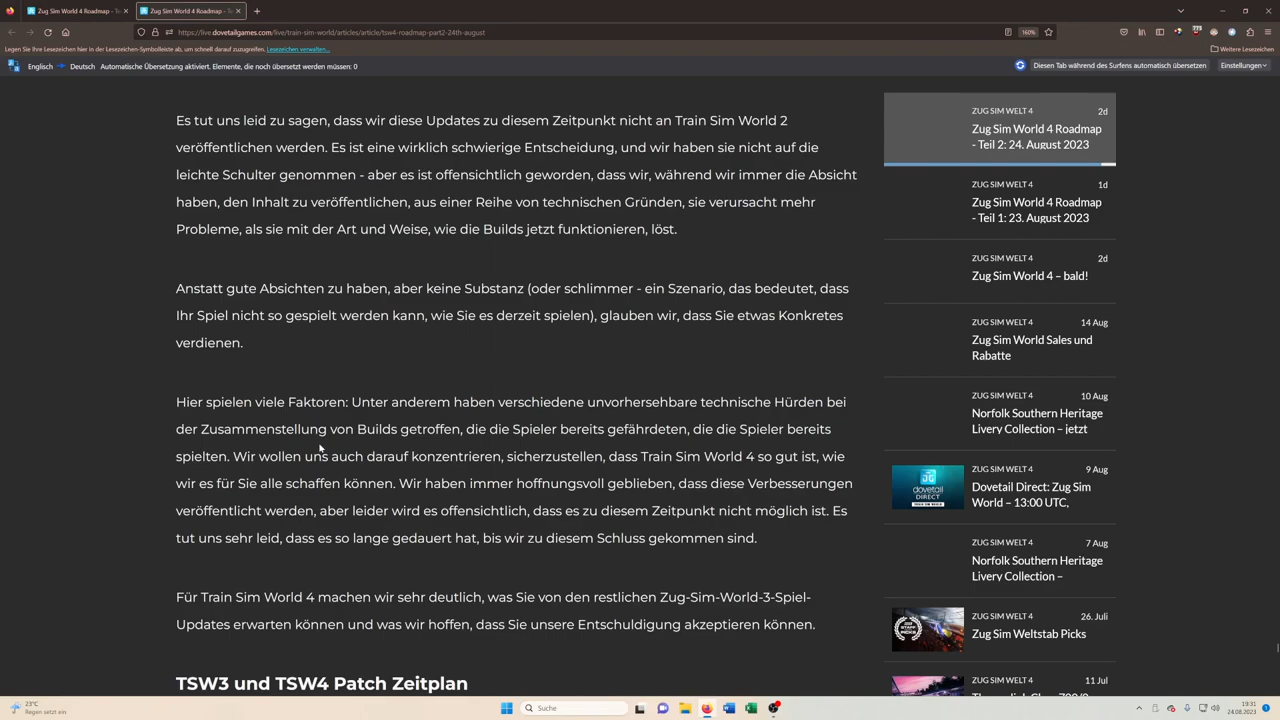 Zug Sim World 4 Roadmap - Te
Zug Sim World 4 Roadmap - Te
https://live.dovetailgames.com/live/train-sim-world/articles/article/tsw4-roadmap-part2-24th-august
160%
Legen Sie Ihre Lesezeichen hier in der Lesezeichen-Symbolleiste ab, um schnell darauf zuzugreifen. Lesezeichen verwalten...
Weitere Lesezeichen
Englisch Deutsch Automatische Übersetzung aktiviert. Elemente, die noch übersetzt werden müssen: 0
Diesen Tab während des Surfens automatisch übersetzen
Einstellungen
Es tut uns leid zu sagen, dass wir diese Updates zu diesem Zeitpunkt nicht an Train Sim World 2
veröffentlichen werden. Es ist eine wirklich schwierige Entscheidung, und wir haben sie nicht auf die
leichte Schulter genommen - aber es ist offensichtlich geworden, dass wir, während wir immer die Absicht
haben, den Inhalt zu veröffentlichen, aus einer Reihe von technischen Gründen, sie verursacht mehr
Probleme, als sie mit der Art und Weise, wie die Builds jetzt funktionieren, löst.
Anstatt gute Absichten zu haben, aber keine Substanz (oder schlimmer - ein Szenario, das bedeutet, dass
Ihr Spiel nicht so gespielt werden kann, wie Sie es derzeit spielen), glauben wir, dass Sie etwas Konkretes
verdienen.
Hier spielen viele Faktoren: Unter anderem haben verschiedene unvorhersehbare technische Hürden bei
der Zusammenstellung von Builds getroffen, die die Spieler bereits gefährdeten, die die Spieler bereits
spielten. Wir wollen uns auch darauf konzentrieren, sicherzustellen, dass Train Sim World 4 so gut ist, wie
wir es für Sie alle schaffen können. Wir haben immer hoffnungsvoll geblieben, dass diese Verbesserungen
veröffentlicht werden, aber leider wird es offensichtlich, dass es zu diesem Zeitpunkt nicht möglich ist. Es
tut uns sehr leid, dass es so lange gedauert hat, bis wir zu diesem Schluss gekommen sind.
Für Train Sim World 4 machen wir sehr deutlich, was Sie von den restlichen Zug-Sim-World-3-Spiel-
Updates erwarten können und was wir hoffen, dass Sie unsere Entschuldigung akzeptieren können.
TSW3 und TSW4 Patch Zeitplan
ZUG SIM WELT 4 2d
Zug Sim World 4 Roadmap
- Teil 2: 24. August 2023
ZUG SIM WELT 4 1d
Zug Sim World 4 Roadmap
- Teil 1: 23. August 2023
ZUG SIM WELT 4 2d
Zug Sim World 4 – bald!
ZUG SIM WELT 4 14 Aug
Zug Sim World Sales und
Rabatte
ZUG SIM WELT 4 10 Aug
Norfolk Southern Heritage
Livery Collection – jetzt
dovetail
DIRECT
ZUG SIM WELT 4 9 Aug
Dovetail Direct: Zug Sim
World – 13:00 UTC,
ZUG SIM WELT 4 7 Aug
Norfolk Southern Heritage
Livery Collection –
STAFF
PICKS
ZUG SIM WELT 4 26. Juli
Zug Sim Weltstab Picks
ZUG SIM WELT 4 11 Jul
23°C
Regen setzt ein
Suche
19:31
24.08.2023